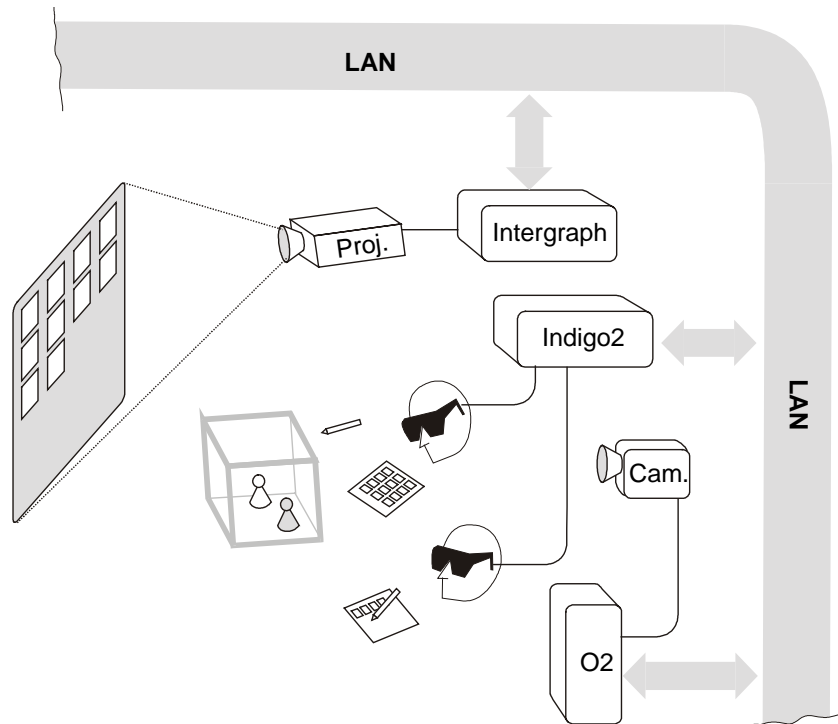 LAN
Intergraph
Proj.
Indigo2
LAN
Cam.
O2